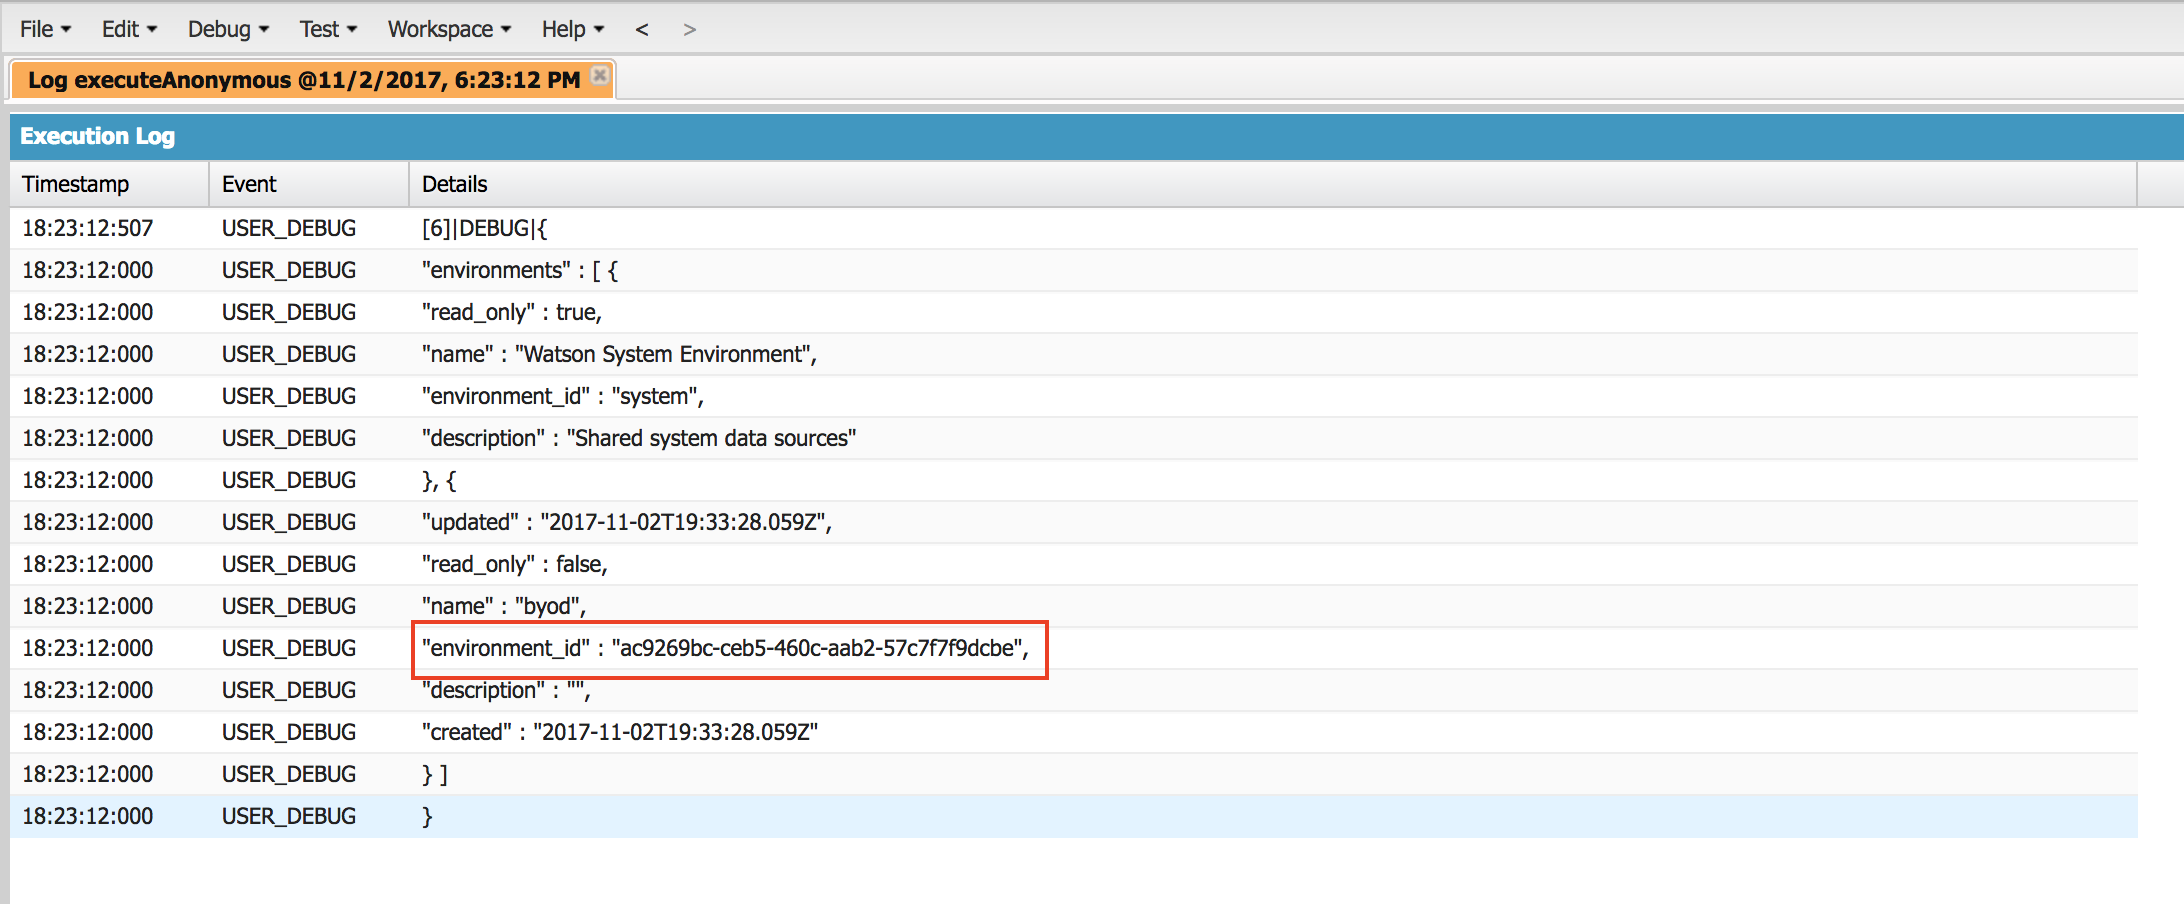 File Edit Debug Test Workspace Help < >
Log executeAnonymous @11/2/2017, 6:23:12 PM
Execution Log
Timestamp Event Details
18:23:12:507 USER_DEBUG [6]|DEBUG|{
18:23:12:000 USER_DEBUG "environments" : [ {
18:23:12:000 USER_DEBUG "read_only" : true,
18:23:12:000 USER_DEBUG "name" : "Watson System Environment",
18:23:12:000 USER_DEBUG "environment_id" : "system",
18:23:12:000 USER_DEBUG "description" : "Shared system data sources"
18:23:12:000 USER_DEBUG }, {
18:23:12:000 USER_DEBUG "updated" : "2017-11-02T19:33:28.059Z",
18:23:12:000 USER_DEBUG "read_only" : false,
18:23:12:000 USER_DEBUG "name" : "byod",
18:23:12:000 USER_DEBUG "environment_id" : "ac9269bc-ceb5-460c-aab2-57c7f7f9dcbe",
18:23:12:000 USER_DEBUG "description" : "",
18:23:12:000 USER_DEBUG "created" : "2017-11-02T19:33:28.059Z"
18:23:12:000 USER_DEBUG } ]
18:23:12:000 USER_DEBUG }